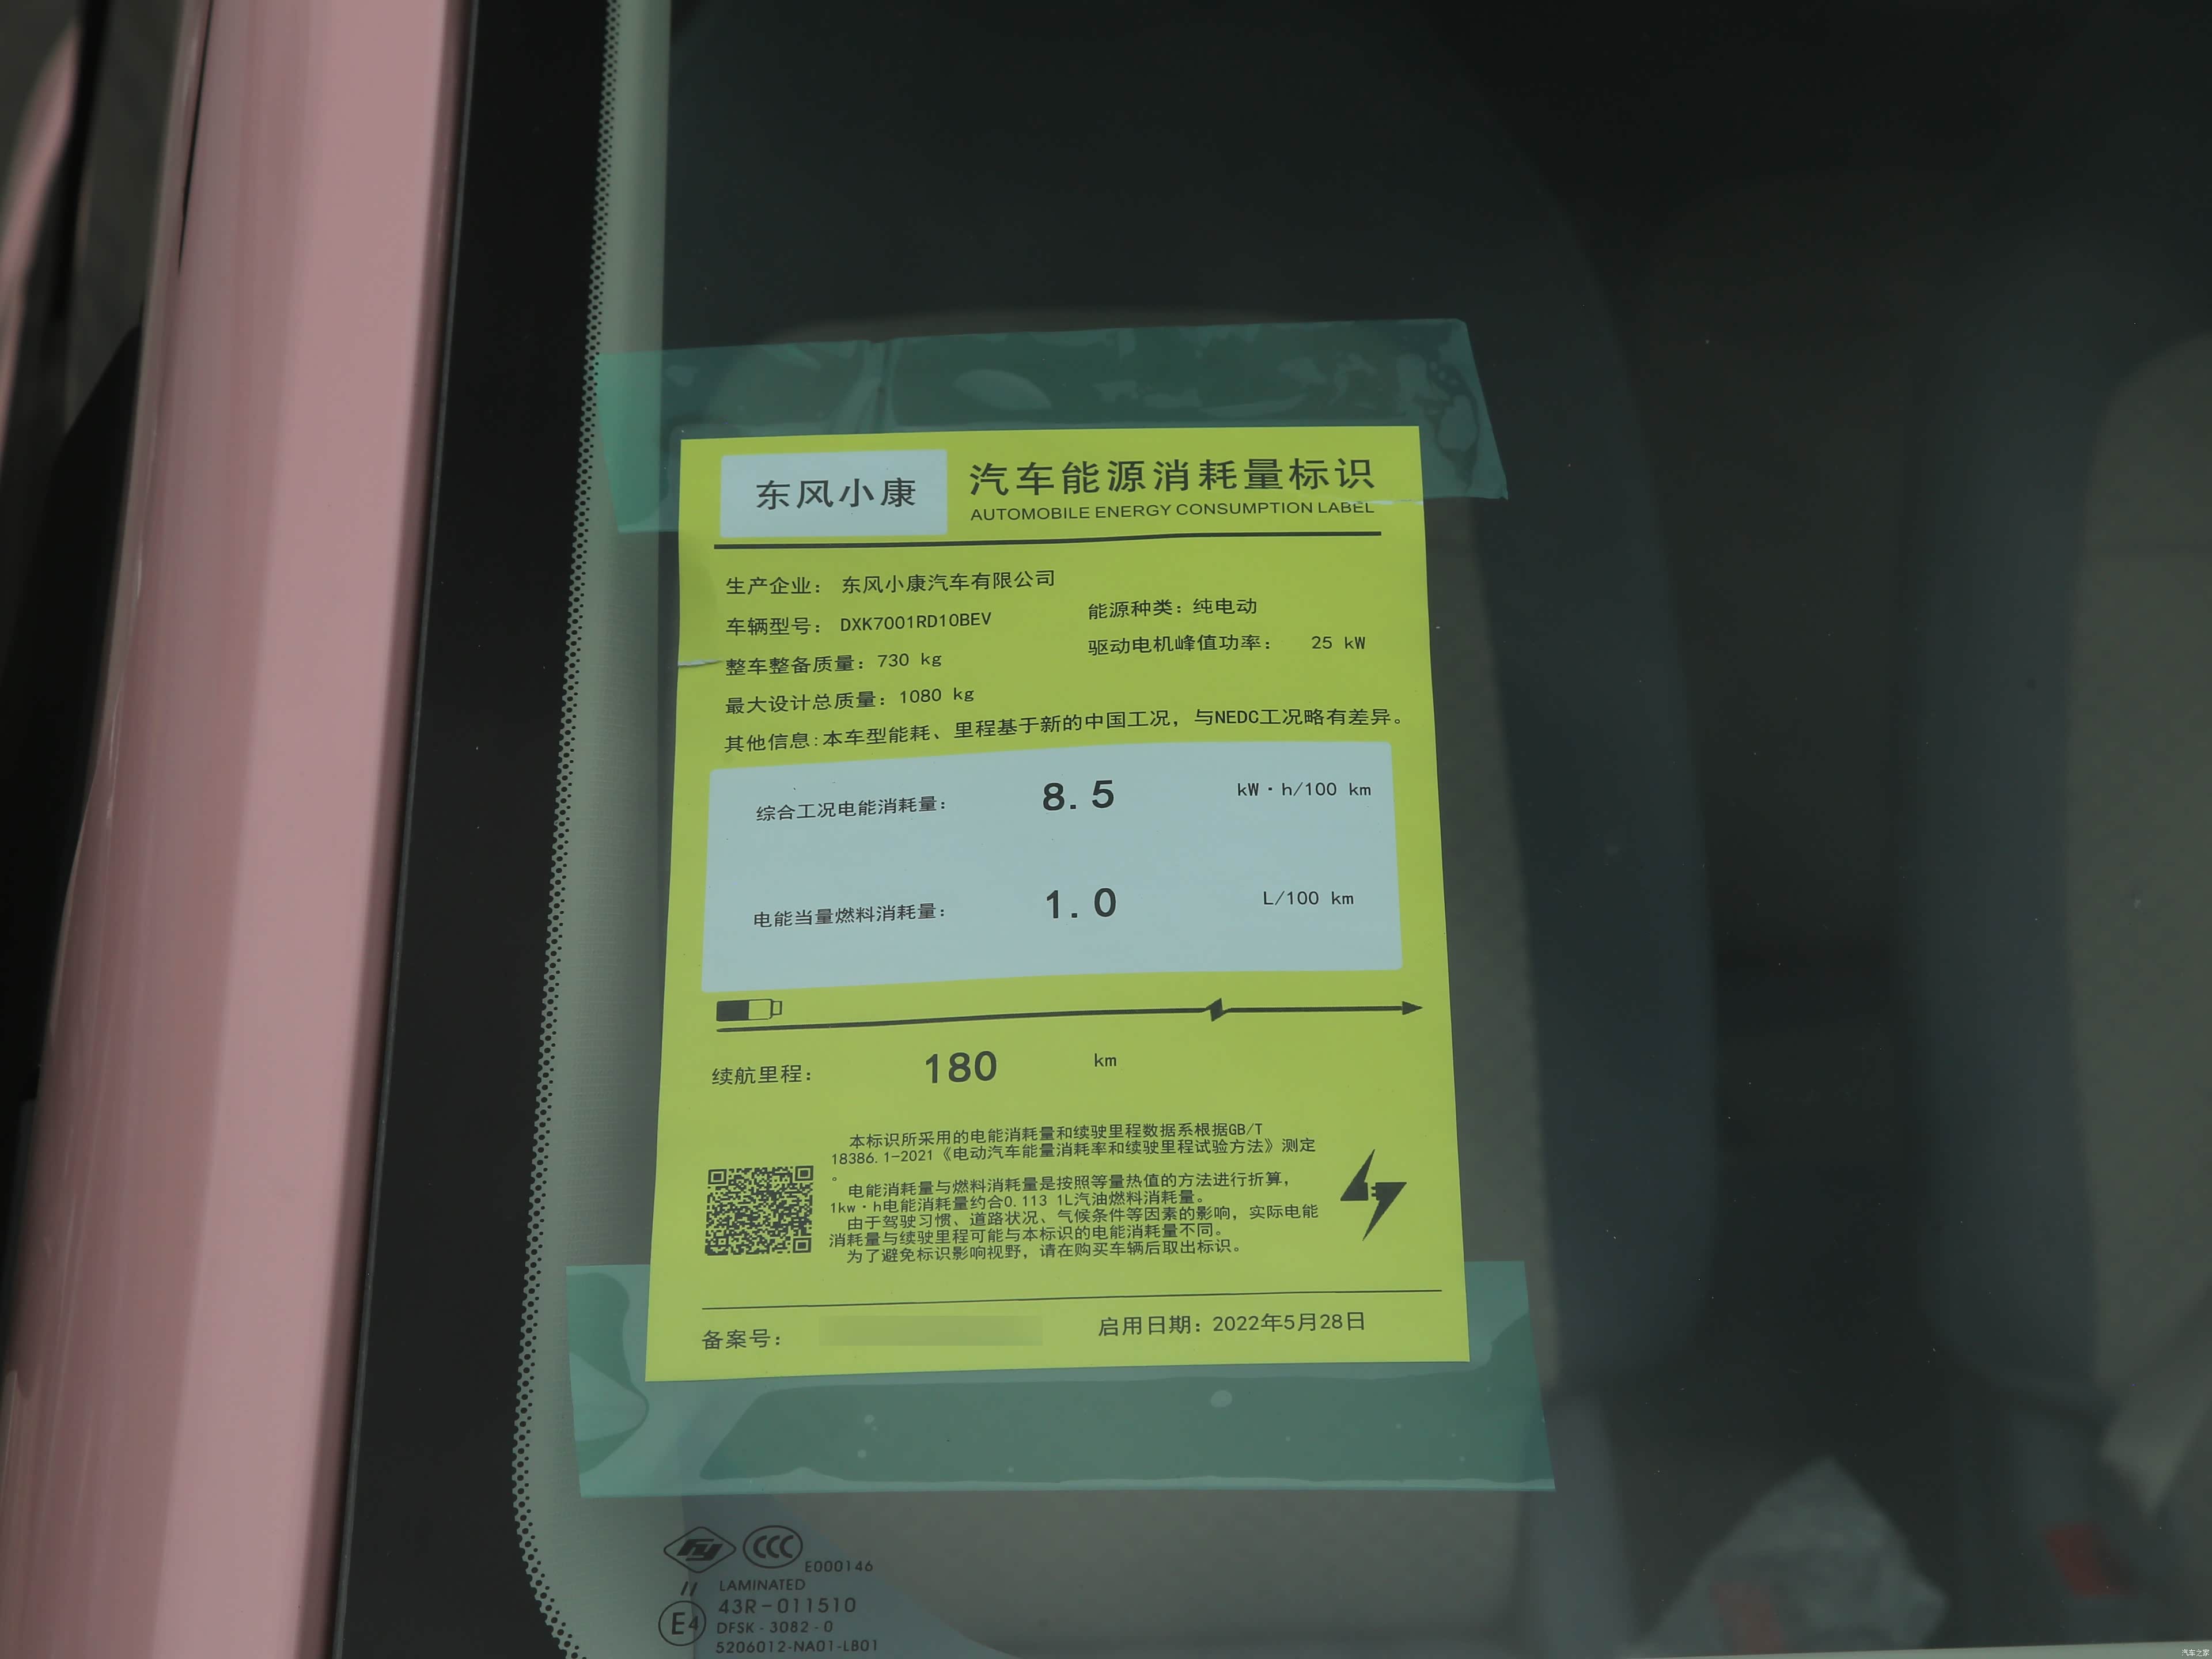 东风小康
汽车能源消耗量标识
AUTOMOBILE ENERGY CONSUMPTION LABEL
生产企业： 东风小康汽车有限公司
车辆型号： DXK7001RD10BEV
能源种类：纯电动
整车整备质量：730 kg
驱动电机峰值功率： 25 kW
最大设计总质量：1080 kg
其他信息:本车型能耗、里程基于新的中国工况，与NEDC工况略有差异。
综合工况电能消耗量： 8.5 kW·h/100 km
电能当量燃料消耗量： 1.0 L/100 km
续航里程： 180 km
本标识所采用的电能消耗量和续驶里程数据系根据GB/T
18386.1-2021《电动汽车能量消耗率和续驶里程试验方法》测定
。
电能消耗量与燃料消耗量是按照等量热值的方法进行折算，
1kw·h电能消耗量约合0.113 1L汽油燃料消耗量。
由于驾驶习惯、道路状况、气候条件等因素的影响，实际电能
消耗量与续驶里程可能与本标识的电能消耗量不同。
为了避免标识影响视野，请在购买车辆后取出标识。
备案号：
启用日期：2022年5月28日
fy CCC E000146
// LAMINATED
E4 43R-011510
DFSK-3082-0
5206012-NA01-LB01
汽车之家